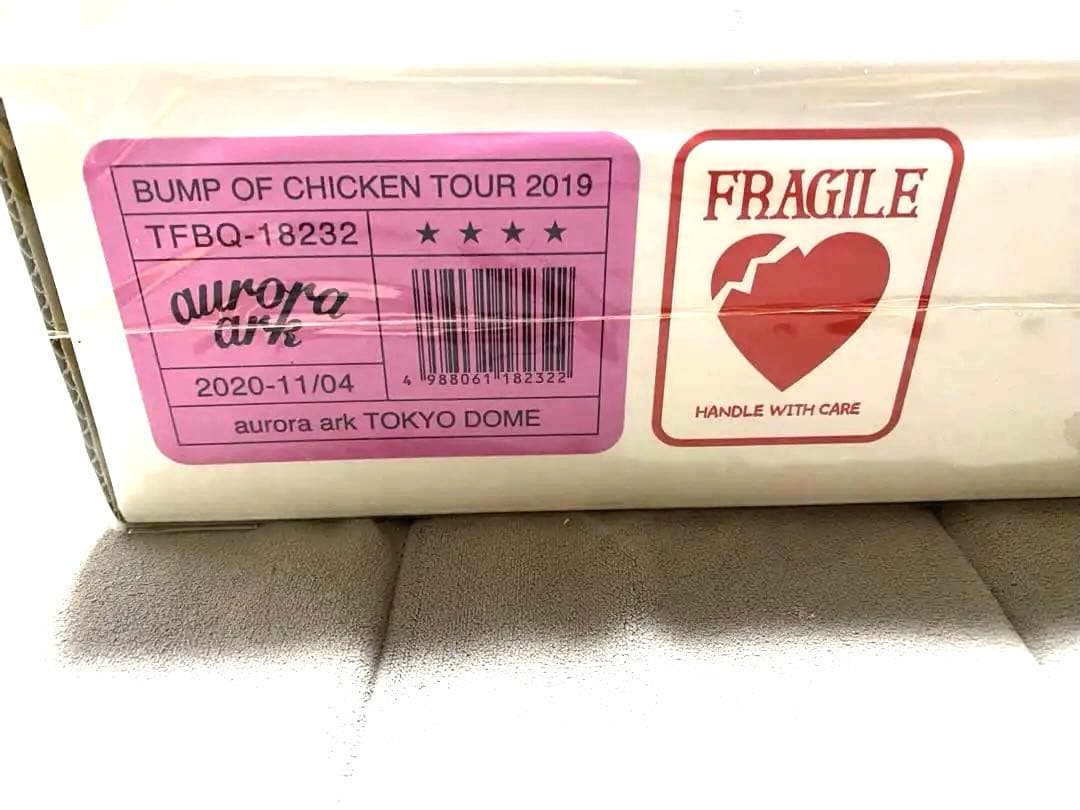 BUMP OF CHICKEN TOUR 2019
TFBQ-18232
★ ★ ★ ★
aurora
ark
4 988061 182322
2020-11/04
aurora ark TOKYO DOME
FRAGILE
HANDLE WITH CARE